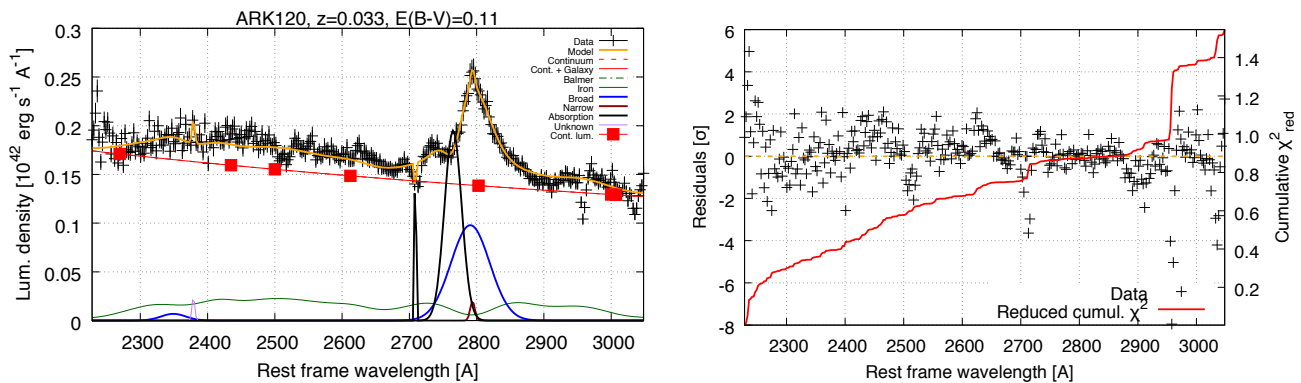 ARK120, z=0.033, E(B-V)=0.11
Lum. density [10^42 erg s^-1 A^-1]
0.3
0.25
0.2
0.15
0.1
0.05
0
Data
Model
Continuum
Cont. + Galaxy
Balmer
Iron
Broad
Narrow
Absorption
Unknown
Cont. lum.
2300 2400 2500 2600 2700 2800 2900 3000
Rest frame wavelength [A]
Residuals [σ]
6
4
2
0
-2
-4
-6
-8
Data
Reduced cumul. χ^2
1.4
1.2
1.0
0.8
0.6
0.4
0.2
Cumulative χ^2_red
2300 2400 2500 2600 2700 2800 2900 3000
Rest frame wavelength [A]